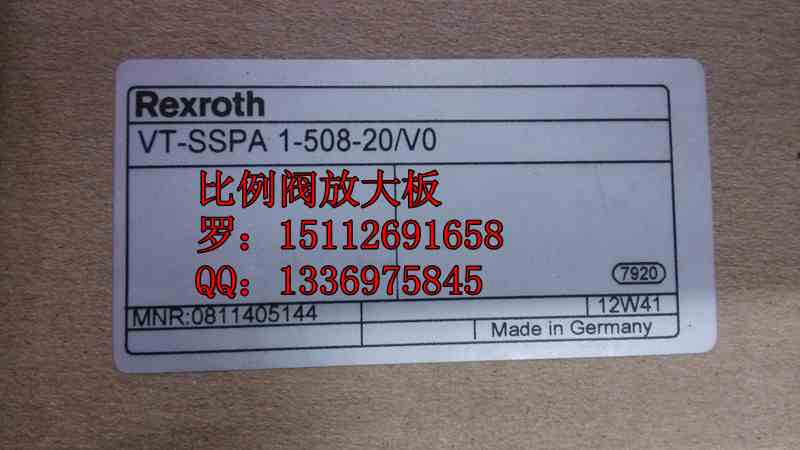 Rexroth
VT-SSPA 1-508-20/V0
比例阀放大板
罗：15112691658
QQ：1336975845
7920
MNR:0811405144
12W41
Made in Germany